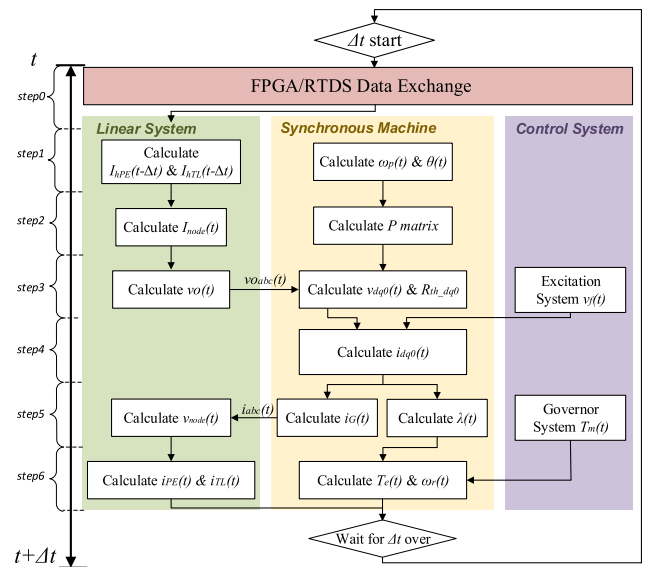 Δt start
t
FPGA/RTDS Data Exchange
step0
Linear System
Synchronous Machine
Control System
step1
Calculate
IhPE(t-Δt) & IhTL(t-Δt)
Calculate ωp(t) & θ(t)
step2
Calculate Inode(t)
Calculate P matrix
step3
Calculate vo(t)
voabc(t)
Calculate vdq0(t) & Rth_dq0
Excitation
System vf(t)
step4
Calculate idq0(t)
step5
Calculate vnode(t)
iabc(t)
Calculate iG(t)
Calculate λ(t)
Governor
System Tm(t)
step6
Calculate iPE(t) & iTL(t)
Calculate Te(t) & ωr(t)
Wait for Δt over
t+Δt